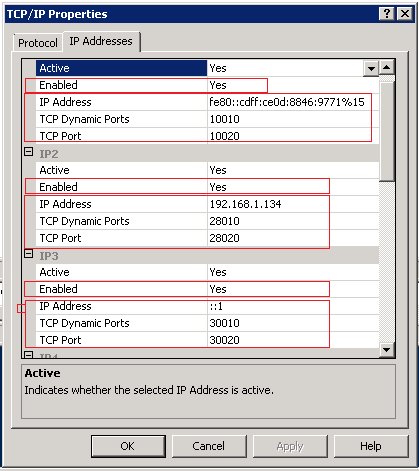 TCP/IP Properties
Protocol IP Addresses
Active Yes
Enabled Yes
IP Address fe80::cdff:ce0d:8846:9771%15
TCP Dynamic Ports 10010
TCP Port 10020
IP2
Active Yes
Enabled Yes
IP Address 192.168.1.134
TCP Dynamic Ports 28010
TCP Port 28020
IP3
Active Yes
Enabled Yes
IP Address ::1
TCP Dynamic Ports 30010
TCP Port 30020
IP4
Active
Indicates whether the selected IP Address is active.
OK Cancel Apply Help